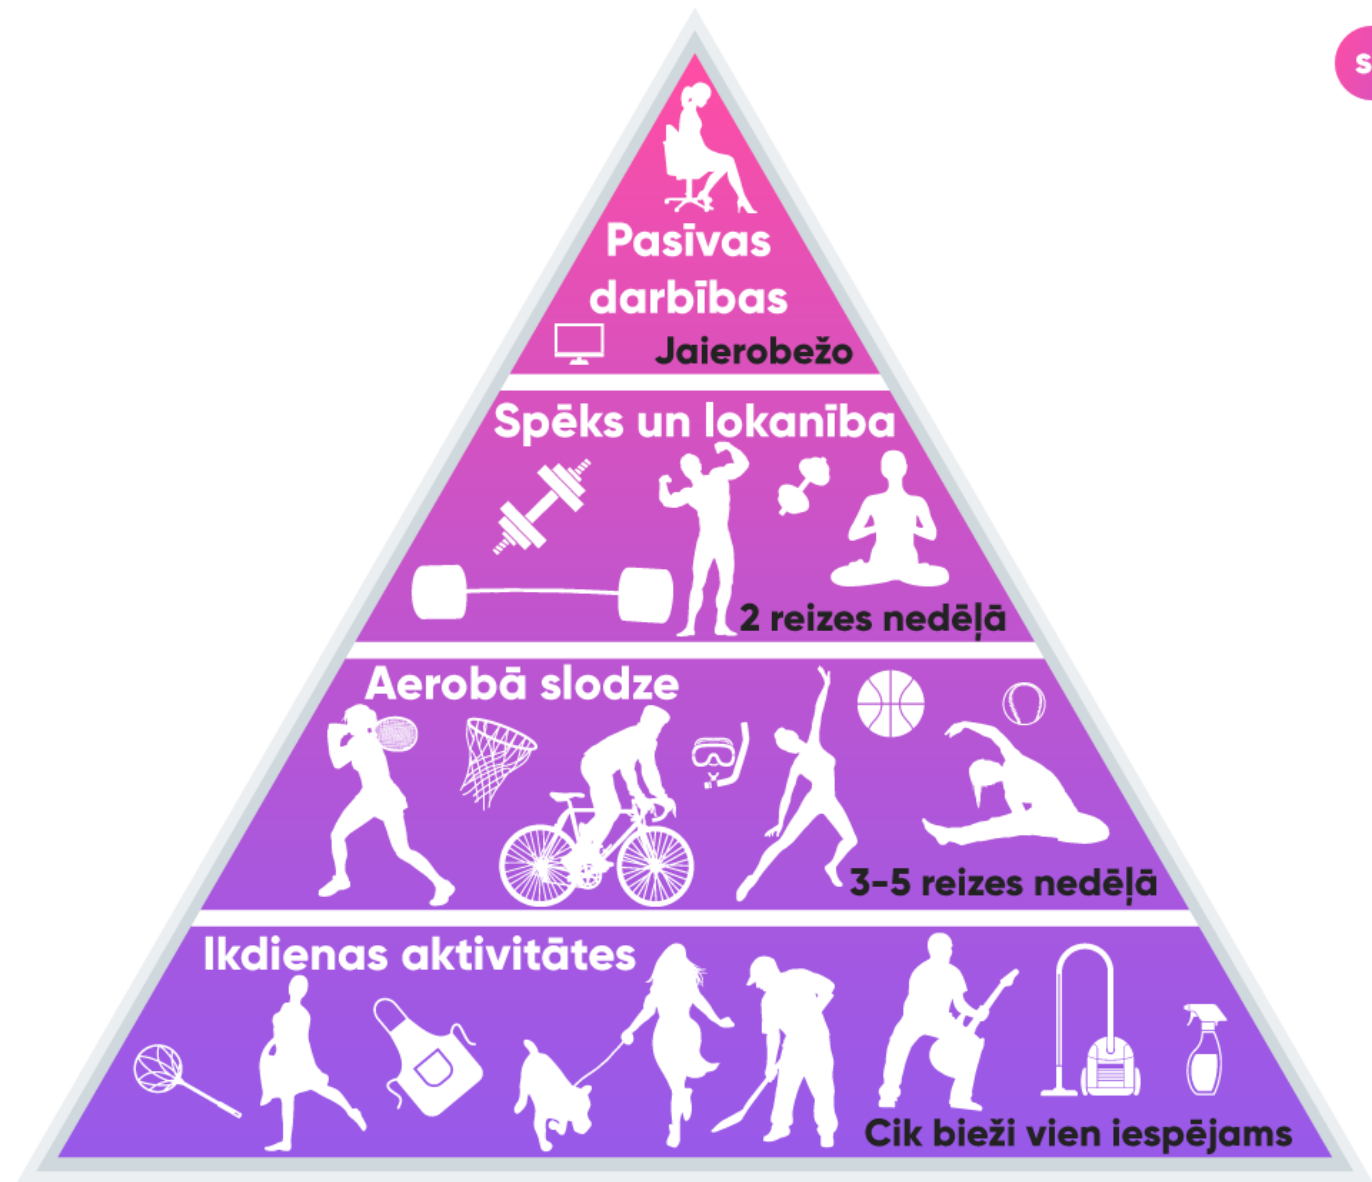 s
Pasīvas
darbības
Jaierobežo
Spēks un lokanība
2 reizes nedēļā
Aerobā slodze
3-5 reizes nedēļā
Ikdienas aktivitātes
Cik bieži vien iespējams